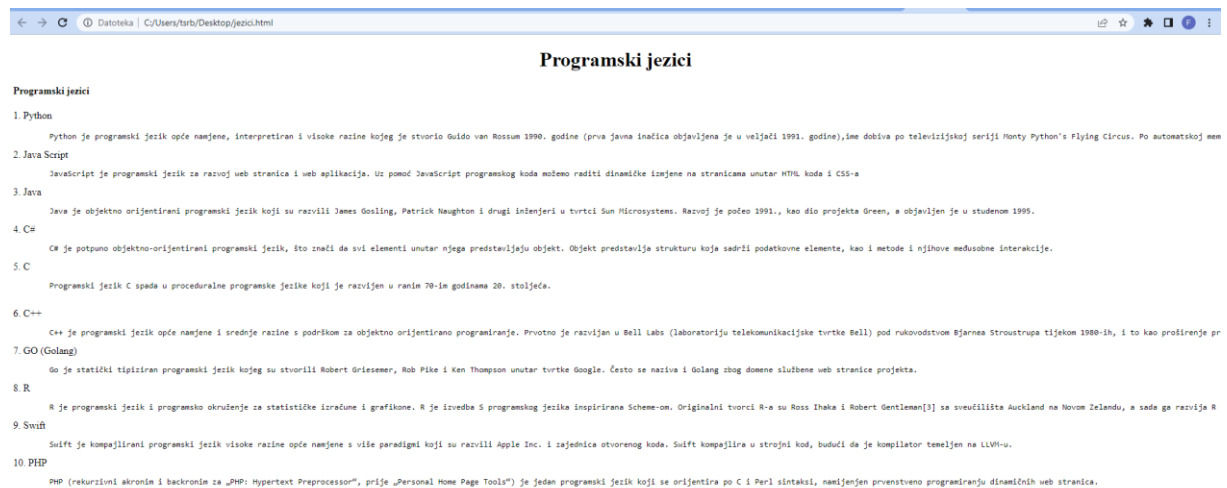 Datoteka | C:/Users/tsrb/Desktop/jezici.html
F
Programski jezici
Programski jezici
1. Python
Python je programski jezik opće namjene, interpretiran i visoke razine kojeg je stvorio Guido van Rossum 1990. godine (prva javna inačica objavljena je u veljači 1991. godine),ime dobiva po televizijskoj seriji Monty Python's Flying Circus. Po automatskoj mem
2. Java Script
JavaScript je programski jezik za razvoj web stranica i web aplikacija. Uz pomoć JavaScript programskog koda možemo raditi dinamičke izmjene na stranicama unutar HTML koda i CSS-a
3. Java
Java je objektno orijentirani programski jezik koji su razvili James Gosling, Patrick Naughton i drugi inženjeri u tvrtci Sun Microsystems. Razvoj je počeo 1991., kao dio projekta Green, a objavljen je u studenom 1995.
4. C#
C# je potpuno objektno-orijentirani programski jezik, što znači da svi elementi unutar njega predstavljaju objekt. Objekt predstavlja strukturu koja sadrži podatkovne elemente, kao i metode i njihove međusobne interakcije.
5. C
Programski jezik C spada u proceduralne programske jezike koji je razvijen u ranim 70-im godinama 20. stoljeća.
6. C++
C++ je programski jezik opće namjene i srednje razine s podrškom za objektno orijentirano programiranje. Prvotno je razvijan u Bell Labs (laboratoriju telekomunikacijske tvrtke Bell) pod rukovodstvom Bjarnea Stroustrupa tijekom 1980-ih, i to kao proširenje pr
7. GO (Golang)
Go je statički tipiziran programski jezik kojeg su stvorili Robert Griesemer, Rob Pike i Ken Thompson unutar tvrtke Google. Često se naziva i Golang zbog domene službene web stranice projekta.
8. R
R je programski jezik i programsko okruženje za statističke izračune i grafikone. R je izvedba S programskog jezika inspirirana Scheme-om. Originalni tvorci R-a su Ross Ihaka i Robert Gentleman[3] sa sveučilišta Auckland na Novom Zelandu, a sada ga razvija R
9. Swift
Swift je kompajlirani programski jezik visoke razine opće namjene s više paradigmi koji su razvili Apple Inc. i zajednica otvorenog koda. Swift kompajlira u strojni kod, budući da je kompilator temeljen na LLVM-u.
10. PHP
PHP (rekurzivni akronim i backronim za „PHP: Hypertext Preprocessor“, prije „Personal Home Page Tools“) je jedan programski jezik koji se orijentira po C i Perl sintaksi, namijenjen prvenstveno programiranju dinamičnih web stranica.